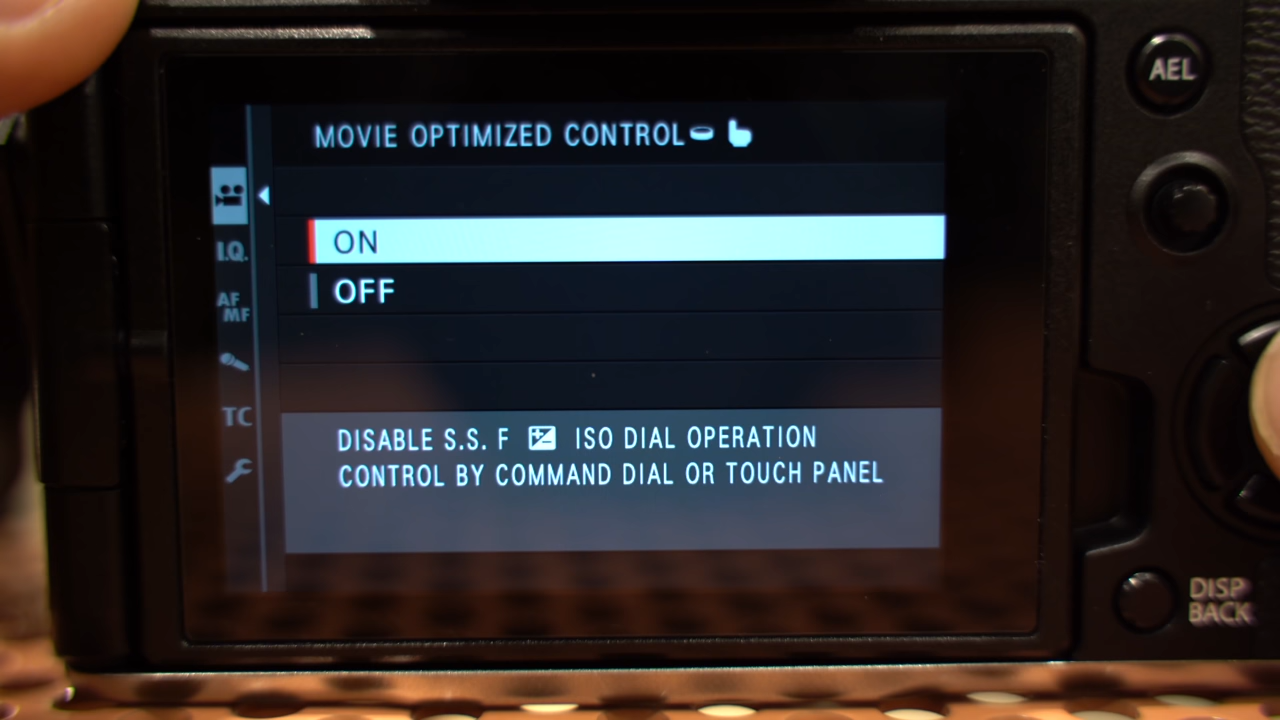 AEL
MOVIE OPTIMIZED CONTROL
ON
I.Q.
OFF
AF
MF
TC
DISABLE S.S. F ISO DIAL OPERATION
CONTROL BY COMMAND DIAL OR TOUCH PANEL
DISP
BACK